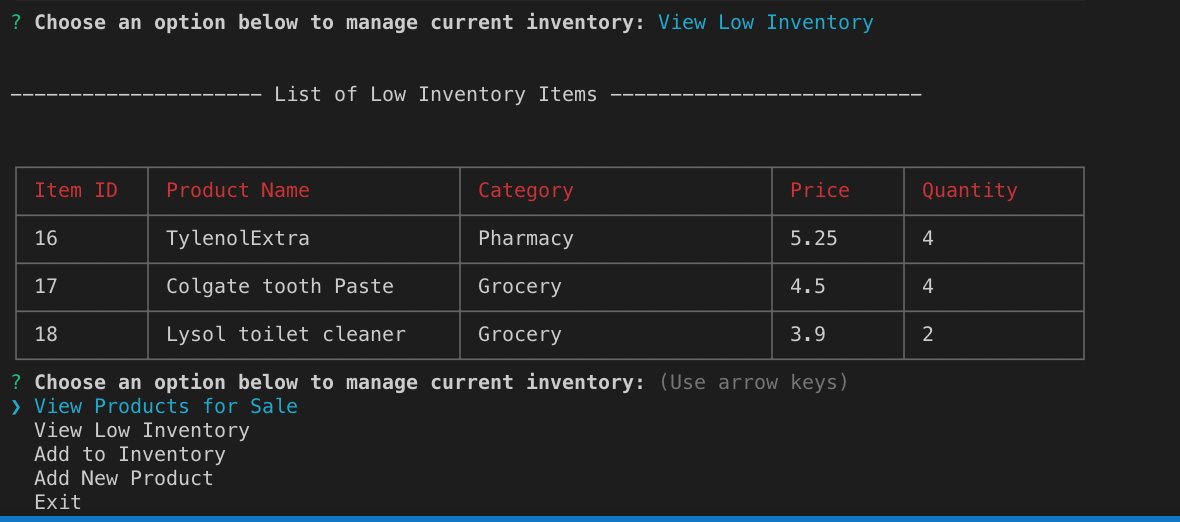 ? Choose an option below to manage current inventory: View Low Inventory
--------------------- List of Low Inventory Items --------------------------
Item ID Product Name Category Price Quantity
16 TylenolExtra Pharmacy 5.25 4
17 Colgate tooth Paste Grocery 4.5 4
18 Lysol toilet cleaner Grocery 3.9 2
? Choose an option below to manage current inventory: (Use arrow keys)
❯ View Products for Sale
View Low Inventory
Add to Inventory
Add New Product
Exit